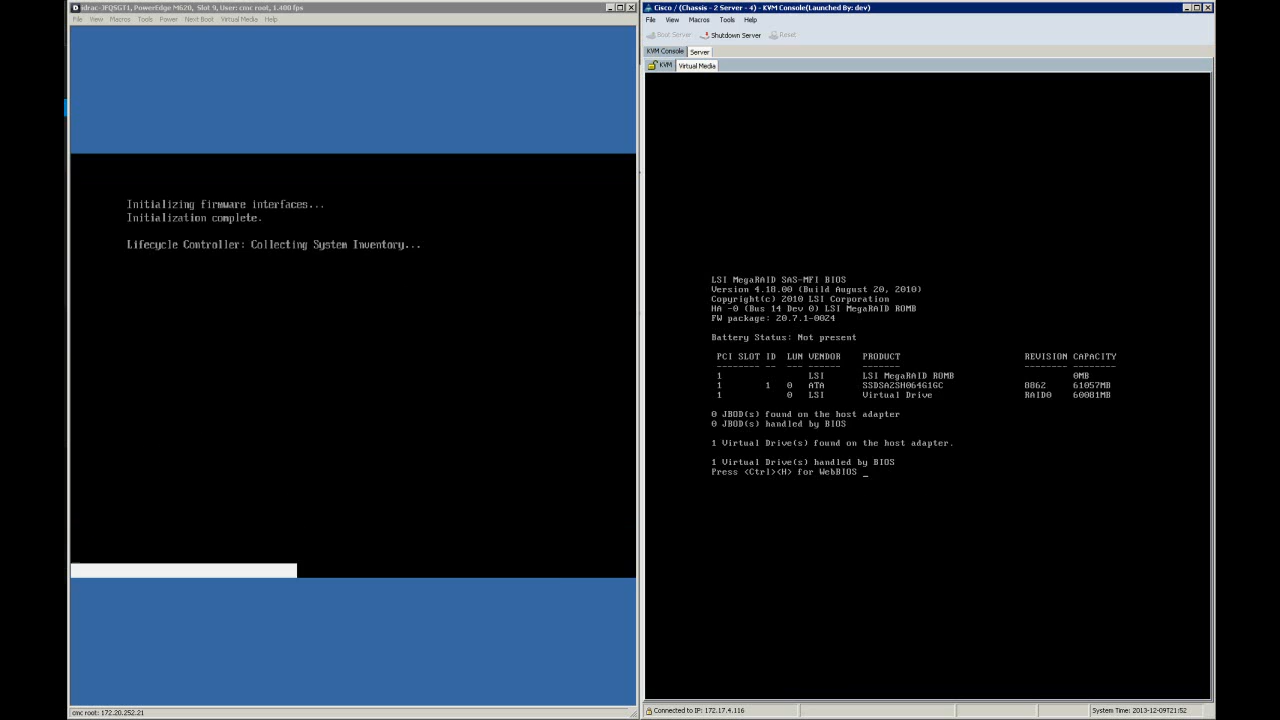 idrac-JFQSGT1, PowerEdge M620, Slot 9, User: cmc root, 1.480 fps
File View Macros Tools Power Next Boot Virtual Media Help
Initializing firmware interfaces...
Initialization complete.
Lifecycle Controller: Collecting System Inventory...
cmc root: 172.20.252.21
Cisco / (Chassis - 2 Server - 4) - KVM Console(Launched By: dev)
File View Macros Tools Help
Boot Server Shutdown Server Reset
KVM Console Server
KVM Virtual Media
LSI MegaRAID SAS-MFI BIOS
Version 4.18.00 (Build August 20, 2010)
Copyright(c) 2010 LSI Corporation
HA -0 (Bus 14 Dev 0) LSI MegaRAID ROMB
FW package: 20.7.1-0024
Battery Status: Not present
PCI SLOT ID LUN VENDOR PRODUCT REVISION CAPACITY
-------- -- --- ------ ------- -------- --------
1 LSI LSI MegaRAID ROMB 0MB
1 1 0 ATA SSDSA2SH064G1GC 8862 61057MB
1 0 LSI Virtual Drive RAID0 60081MB
0 JBOD(s) found on the host adapter
0 JBOD(s) handled by BIOS
1 Virtual Drive(s) found on the host adapter.
1 Virtual Drive(s) handled by BIOS
Press <Ctrl><H> for WebBIOS _
Connected to IP: 172.17.4.116
System Time: 2013-12-09T21:52